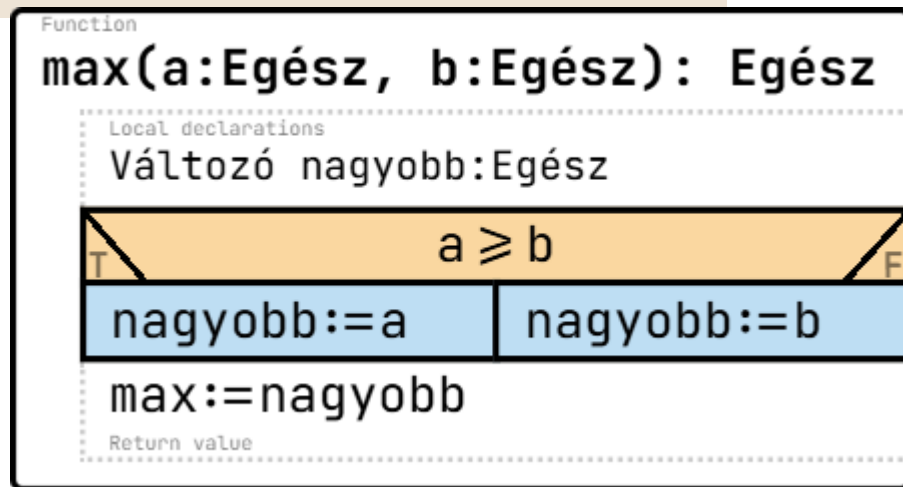 Function
max(a:Egész, b:Egész): Egész
Local declarations
Változó nagyobb:Egész
a ⩾ b
T
F
nagyobb:=a
nagyobb:=b
max:=nagyobb
Return value